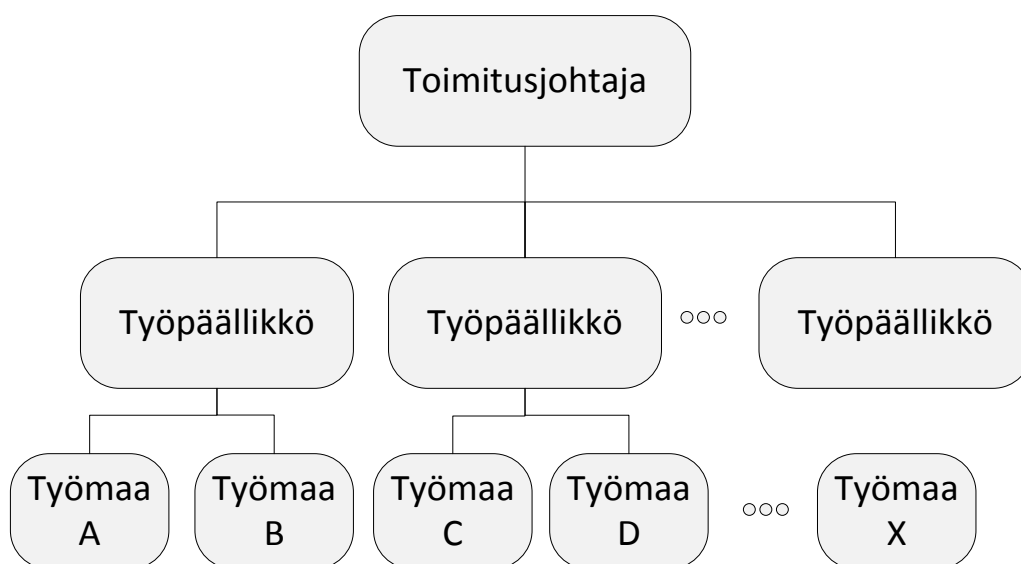 Toimitusjohtaja
Työpäällikkö
Työpäällikkö
Työpäällikkö
Työmaa
A
Työmaa
B
Työmaa
C
Työmaa
D
Työmaa
X